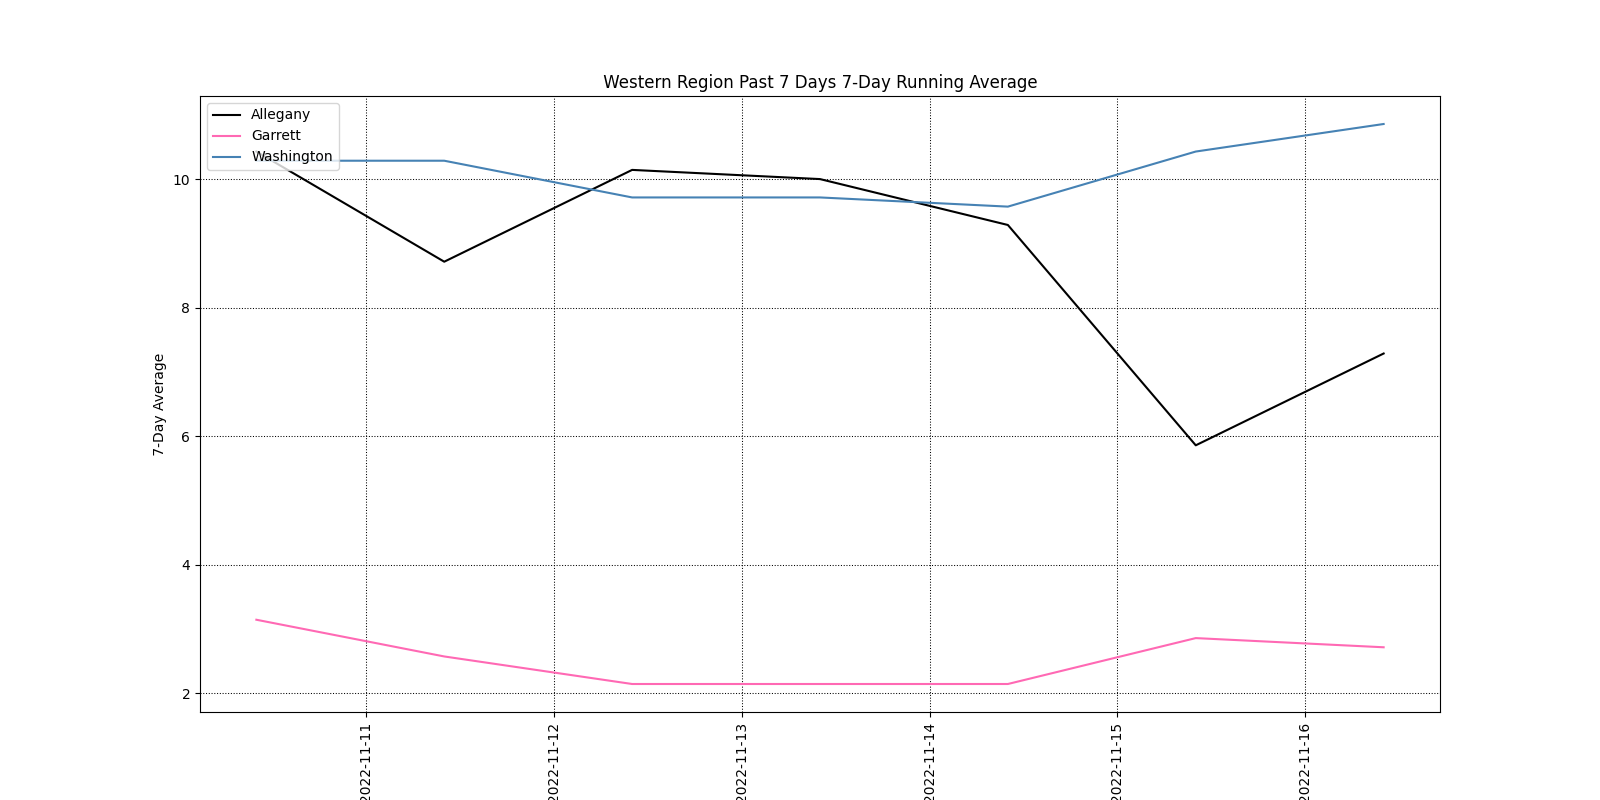 Western Region Past 7 Days 7-Day Running Average
Allegany
Garrett
Washington
7-Day Average
10
8
6
4
2
2022-11-11
2022-11-12
2022-11-13
2022-11-14
2022-11-15
2022-11-16